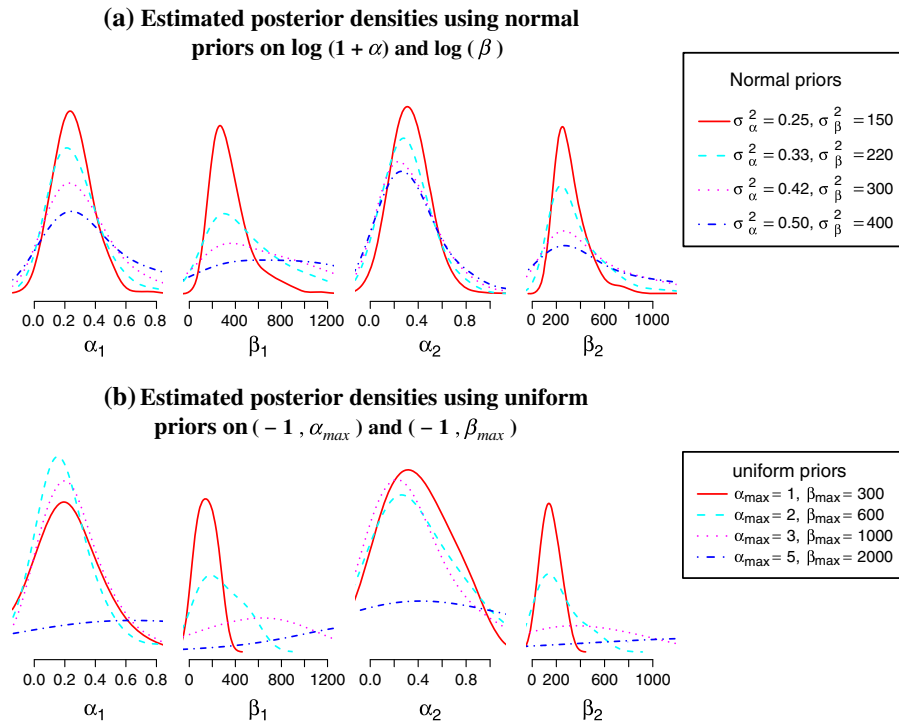 (a) Estimated posterior densities using normal
priors on log (1 + α) and log (β)
Normal priors
σ²α = 0.25, σ²β = 150
σ²α = 0.33, σ²β = 220
σ²α = 0.42, σ²β = 300
σ²α = 0.50, σ²β = 400
0.0 0.2 0.4 0.6 0.8
0 400 800 1200
0.0 0.4 0.8
0 200 600 1000
α₁ β₁ α₂ β₂
(b) Estimated posterior densities using uniform
priors on ( − 1 , αmax ) and ( − 1 , βmax )
uniform priors
αmax = 1, βmax = 300
αmax = 2, βmax = 600
αmax = 3, βmax = 1000
αmax = 5, βmax = 2000
0.0 0.2 0.4 0.6 0.8
0 400 800 1200
0.0 0.4 0.8
0 200 600 1000
α₁ β₁ α₂ β₂